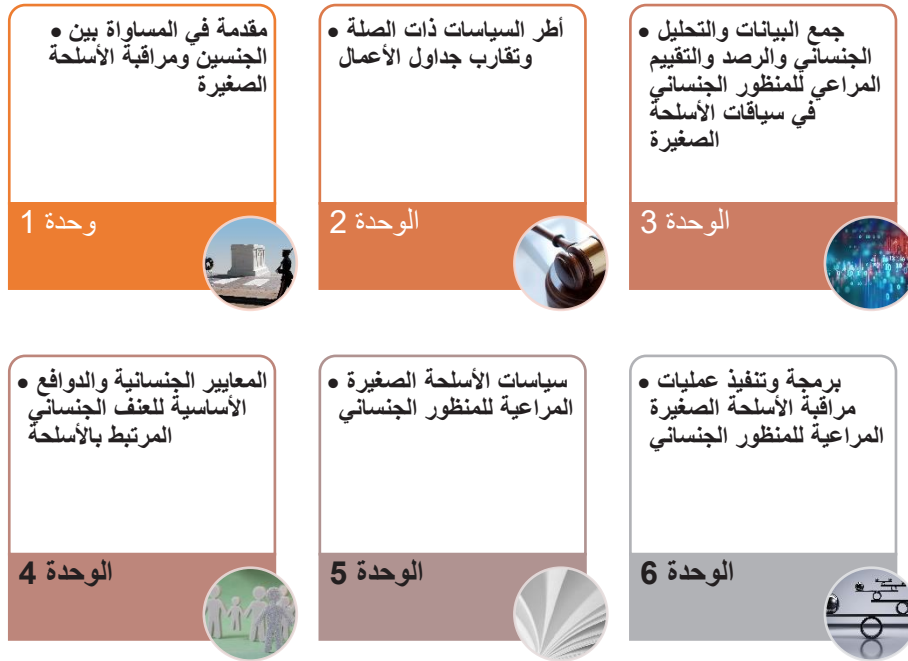 مقدمة في المساواة بين •
الجنسين ومراقبة الأسلحة
الصغيرة
وحدة 1
أطر السياسات ذات الصلة •
وتقارب جداول الأعمال
الوحدة 2
جمع البيانات والتحليل •
الجنساني والرصد والتقييم
المراعي للمنظور الجنساني
في سياقات الأسلحة
الصغيرة
الوحدة 3
المعايير الجنسانية والدوافع •
الأساسية للعنف الجنساني
المرتبط بالأسلحة
الوحدة 4
سياسات الأسلحة الصغيرة •
المراعية للمنظور الجنساني
الوحدة 5
برمجة وتنفيذ عمليات •
مراقبة الأسلحة الصغيرة
المراعية للمنظور الجنساني
الوحدة 6